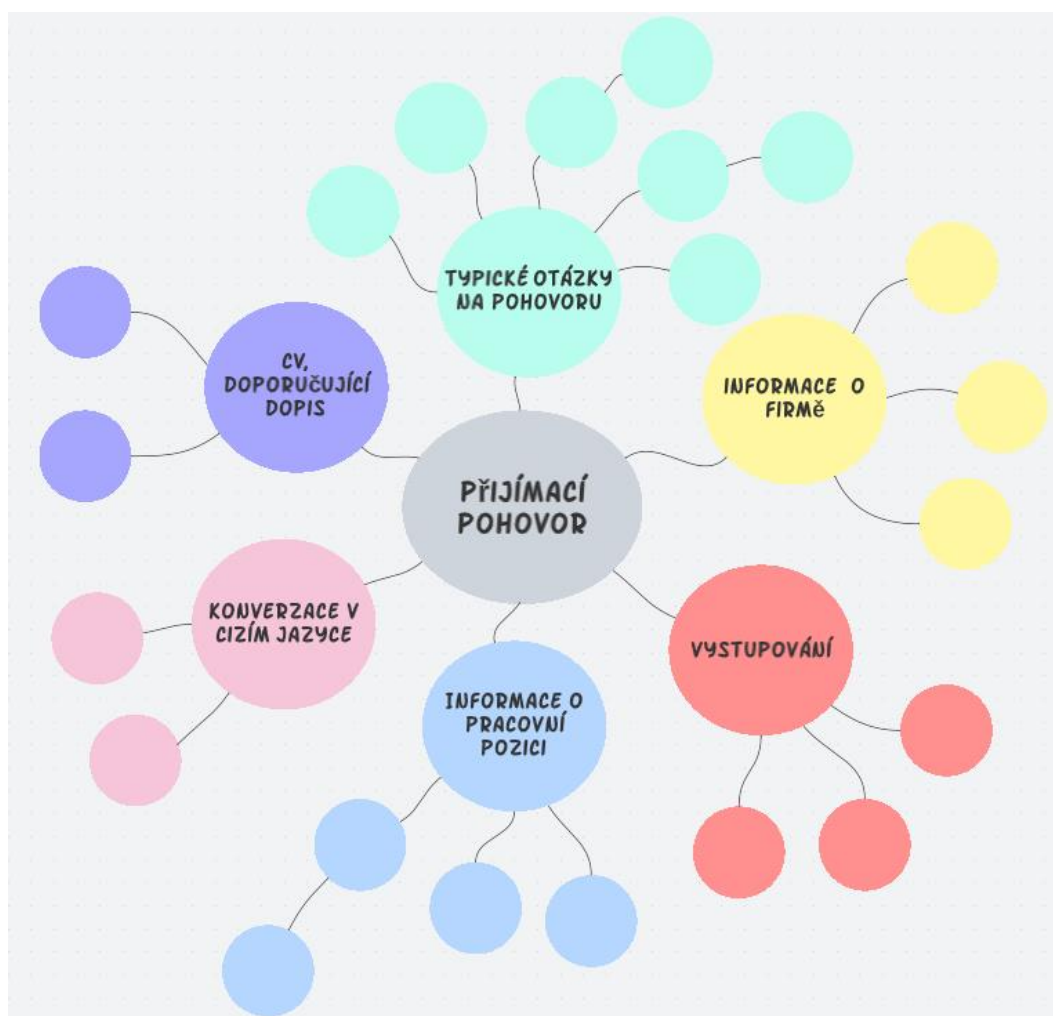 TYPICKÉ OTÁZKY
NA POHOVORU
CV,
DOPORUČUJÍCÍ
DOPIS
INFORMACE O
FIRMĚ
PŘIJÍMACÍ
POHOVOR
KONVERZACE V
CIZÍM JAZYCE
VYSTUPOVÁNÍ
INFORMACE O
PRACOVNÍ
POZICI